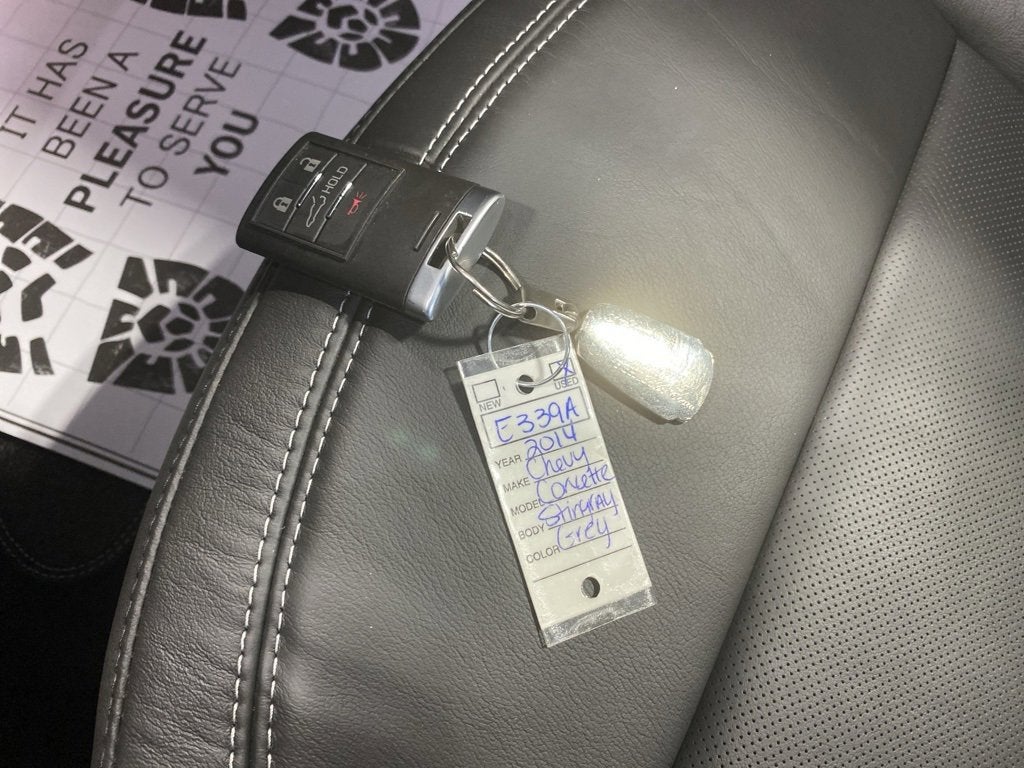 IT HAS
BEEN A
PLEASURE
TO SERVE
YOU
HOLD
NEW
X
USED
E339A
YEAR 2014
MAKE Chevy
MODEL Corvette
BODY Stingray
COLOR Grey